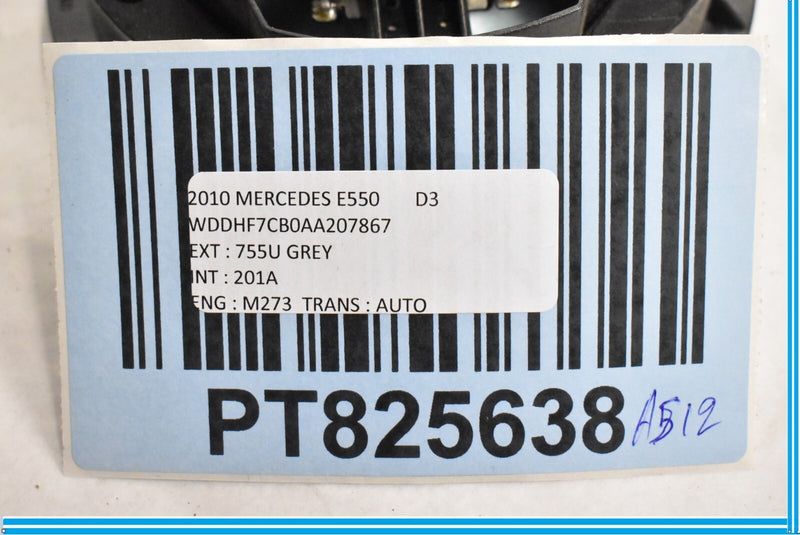 2010 MERCEDES E550 D3
WDDHF7CB0AA207867
EXT : 755U GREY
INT : 201A
ENG : M273 TRANS : AUTO
PT825638 A512